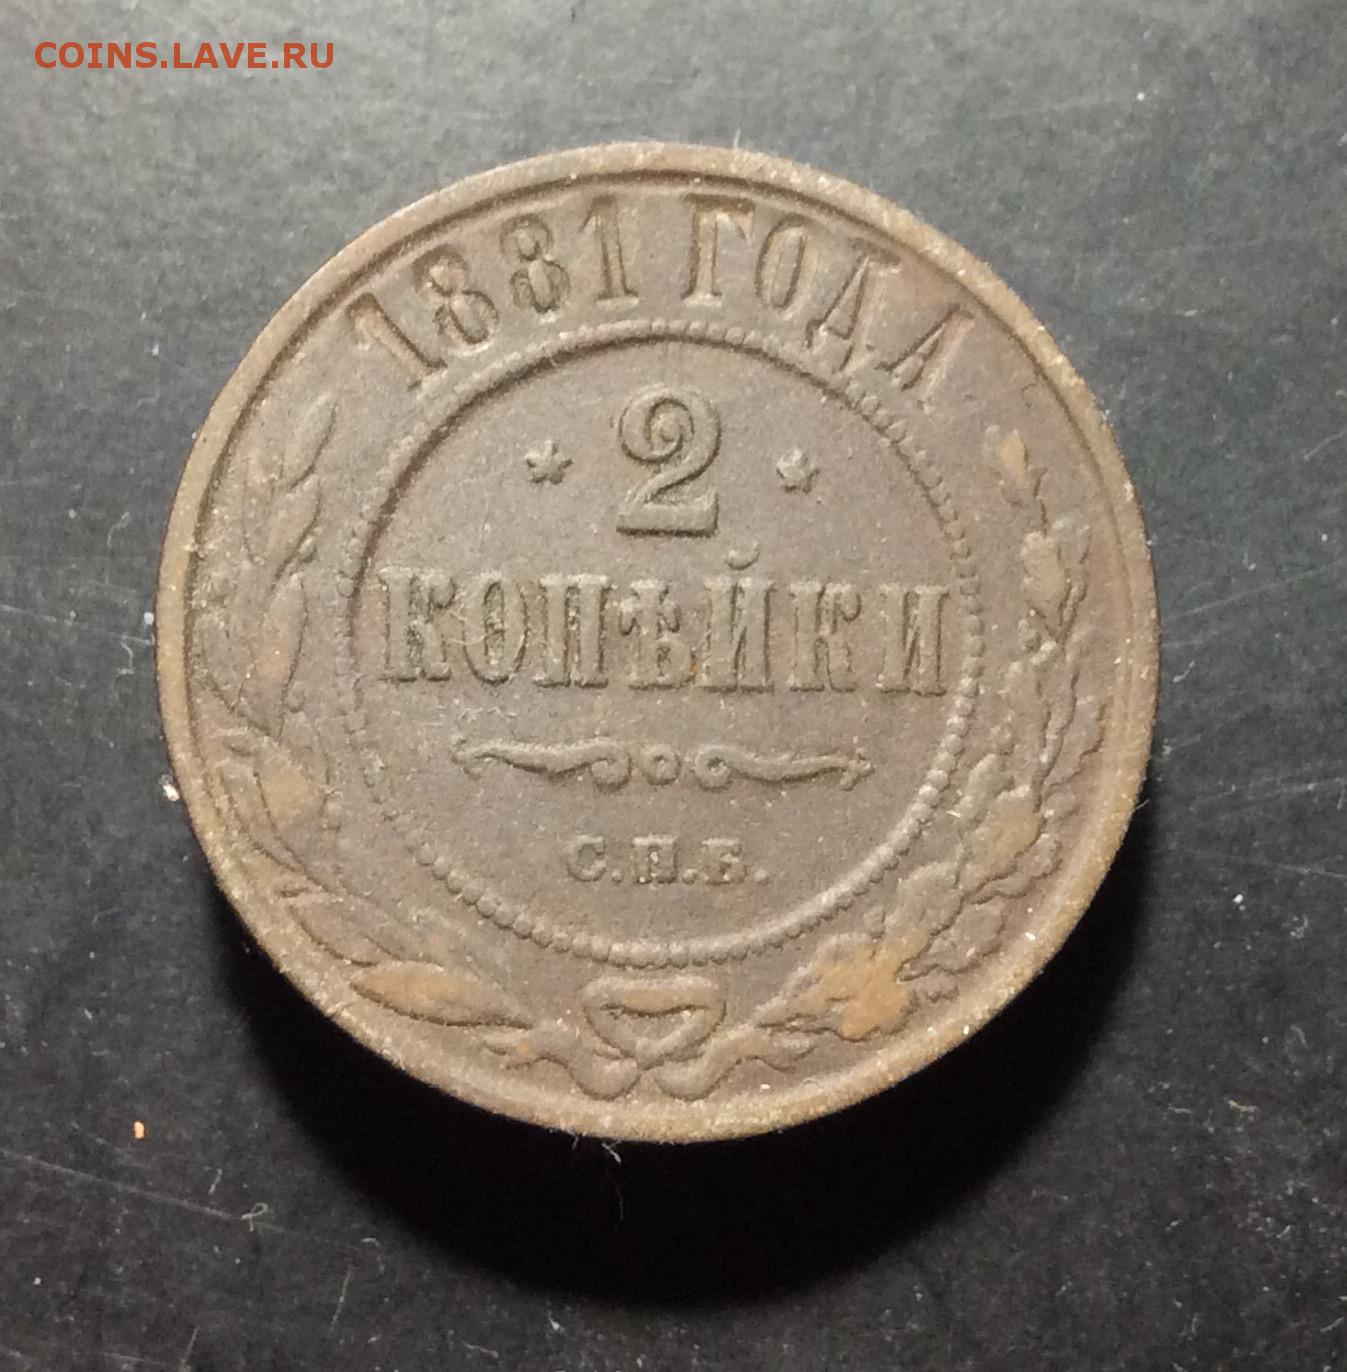 COINS.LAVE.RU
1881 ГОДА
* 2 *
КОПѢЙКИ
С.П.Б.